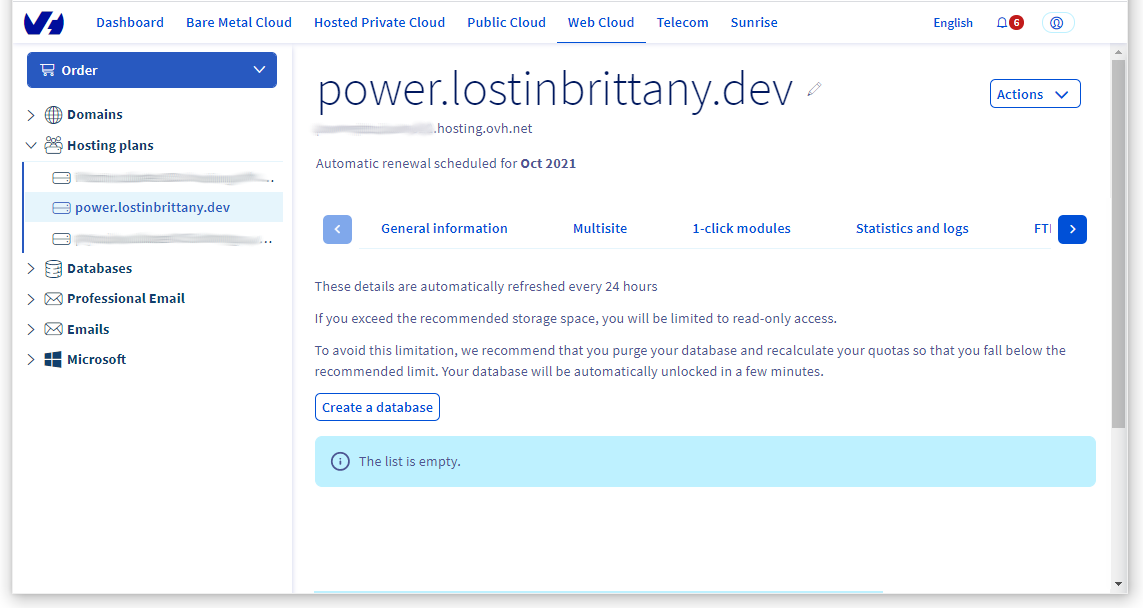 Dashboard Bare Metal Cloud Hosted Private Cloud Public Cloud Web Cloud Telecom Sunrise English 6
Order
Domains
Hosting plans
power.lostinbrittany.dev
Databases
Professional Email
Emails
Microsoft
power.lostinbrittany.dev
Actions
.hosting.ovh.net
Automatic renewal scheduled for Oct 2021
General information Multisite 1-click modules Statistics and logs
These details are automatically refreshed every 24 hours
If you exceed the recommended storage space, you will be limited to read-only access.
To avoid this limitation, we recommend that you purge your database and recalculate your quotas so that you fall below the
recommended limit. Your database will be automatically unlocked in a few minutes.
Create a database
The list is empty.